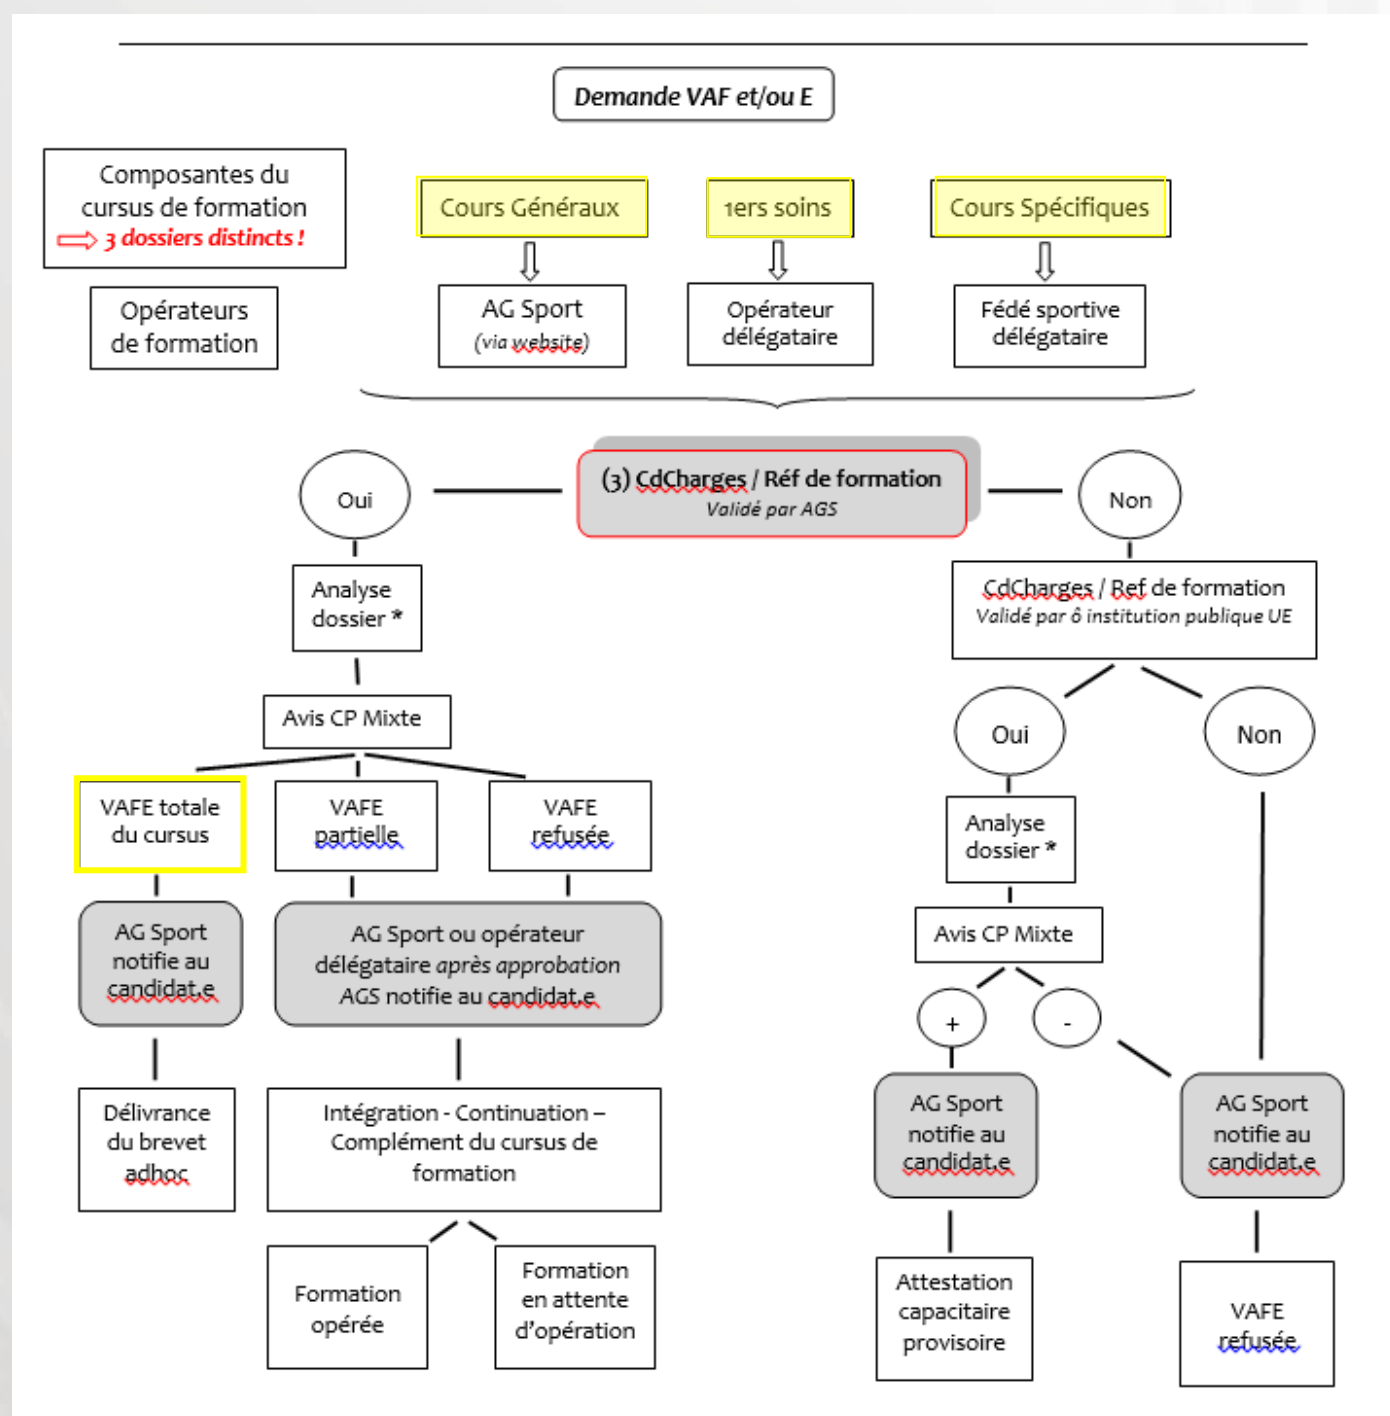 Demande VAF et/ou E
Composantes du
cursus de formation
3 dossiers distincts !
Cours Généraux
1ers soins
Cours Spécifiques
Opérateurs
de formation
AG Sport
(via website)
Opérateur
délégataire
Fédé sportive
délégataire
Oui
(3) CdCharges / Réf de formation
Validé par AGS
Non
Analyse
dossier *
CdCharges / Ref de formation
Validé par ô institution publique UE
Avis CP Mixte
Oui
Non
VAFE totale
du cursus
VAFE
partielle
VAFE
refusée
Analyse
dossier *
AG Sport
notifie au
candidat.e
AG Sport ou opérateur
délégataire après approbation
AGS notifie au candidat.e
Avis CP Mixte
+
-
Délivrance
du brevet
adhoc
Intégration - Continuation –
Complément du cursus de
formation
AG Sport
notifie au
candidat.e
AG Sport
notifie au
candidat.e
Formation
opérée
Formation
en attente
d'opération
Attestation
capacitaire
provisoire
VAFE
refusée